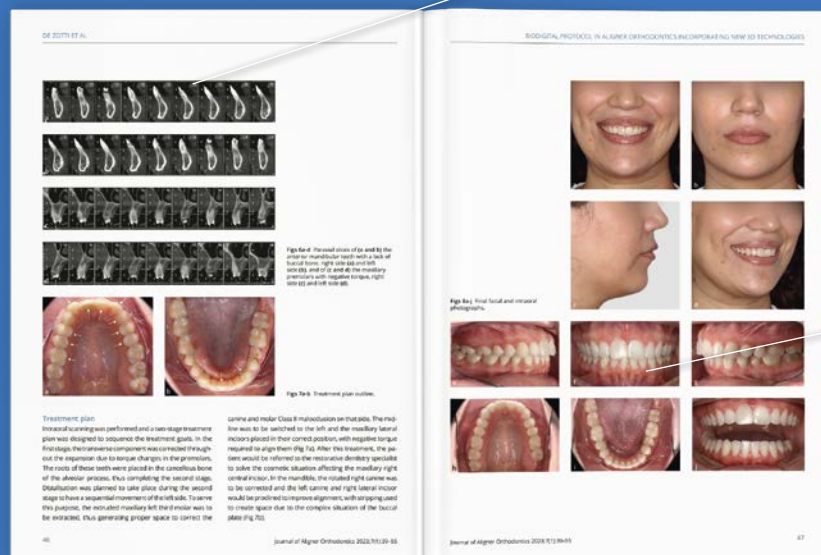 DE ZOTTI ET AL
Figs 6a-d Paraxial slices of (a and b) the
anterior mandibular teeth with a lack of
buccal bone, right side (a) and left
side (b), and of (c and d) the maxillary
premolars with negative torque, right
side (c) and left side (d).
Figs 7a-b Treatment plan outline.
Treatment plan
Intraoral scanning was performed and a two-stage treatment
plan was designed to sequence the treatment goals. In the
first stage, the transverse component was corrected through-
out the expansion due to torque changes in the premolars.
The roots of these teeth were placed in the cancellous bone
of the alveolar process, thus completing the second stage.
Distalisation was planned to take place during the second
stage to have a sequential movement of the left side. To serve
this purpose, the extruded maxillary left third molar was to
be extracted, thus generating proper space to correct the
canine and molar Class II malocclusion on that side. The mid-
line was to be switched to the left and the maxillary lateral
incisors placed in their correct position, with negative torque
required to align them (Fig 7a). After this treatment, the pa-
tient would be referred to the restorative dentistry specialist
to solve the cosmetic situation affecting the maxillary right
central incisor. In the mandible, the rotated right canine was
to be corrected and the left canine and right lateral incisor
would be proclined to improve alignment, with stripping used
to create space due to the complex situation of the buccal
plate (Fig 7b).
46
Journal of Aligner Orthodontics 2023;7(1):39–55
BIODIGITAL PROTOCOL IN ALIGNER ORTHODONTICS INCORPORATING NEW 3D TECHNOLOGIES
Figs 8a-j Final facial and intraoral
photographs.
Journal of Aligner Orthodontics 2023;7(1):39–55
47